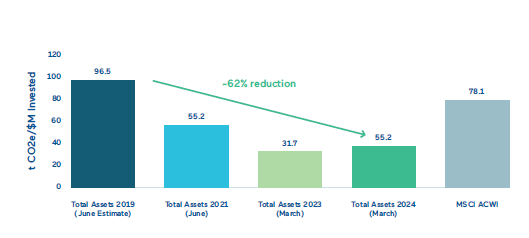 t CO2e/$M Invested
120
100
80
60
40
20
0
96.5
~62% reduction
55.2
31.7
55.2
78.1
Total Assets 2019
(June Estimate)
Total Assets 2021
(June)
Total Assets 2023
(March)
Total Assets 2024
(March)
MSCI ACWI